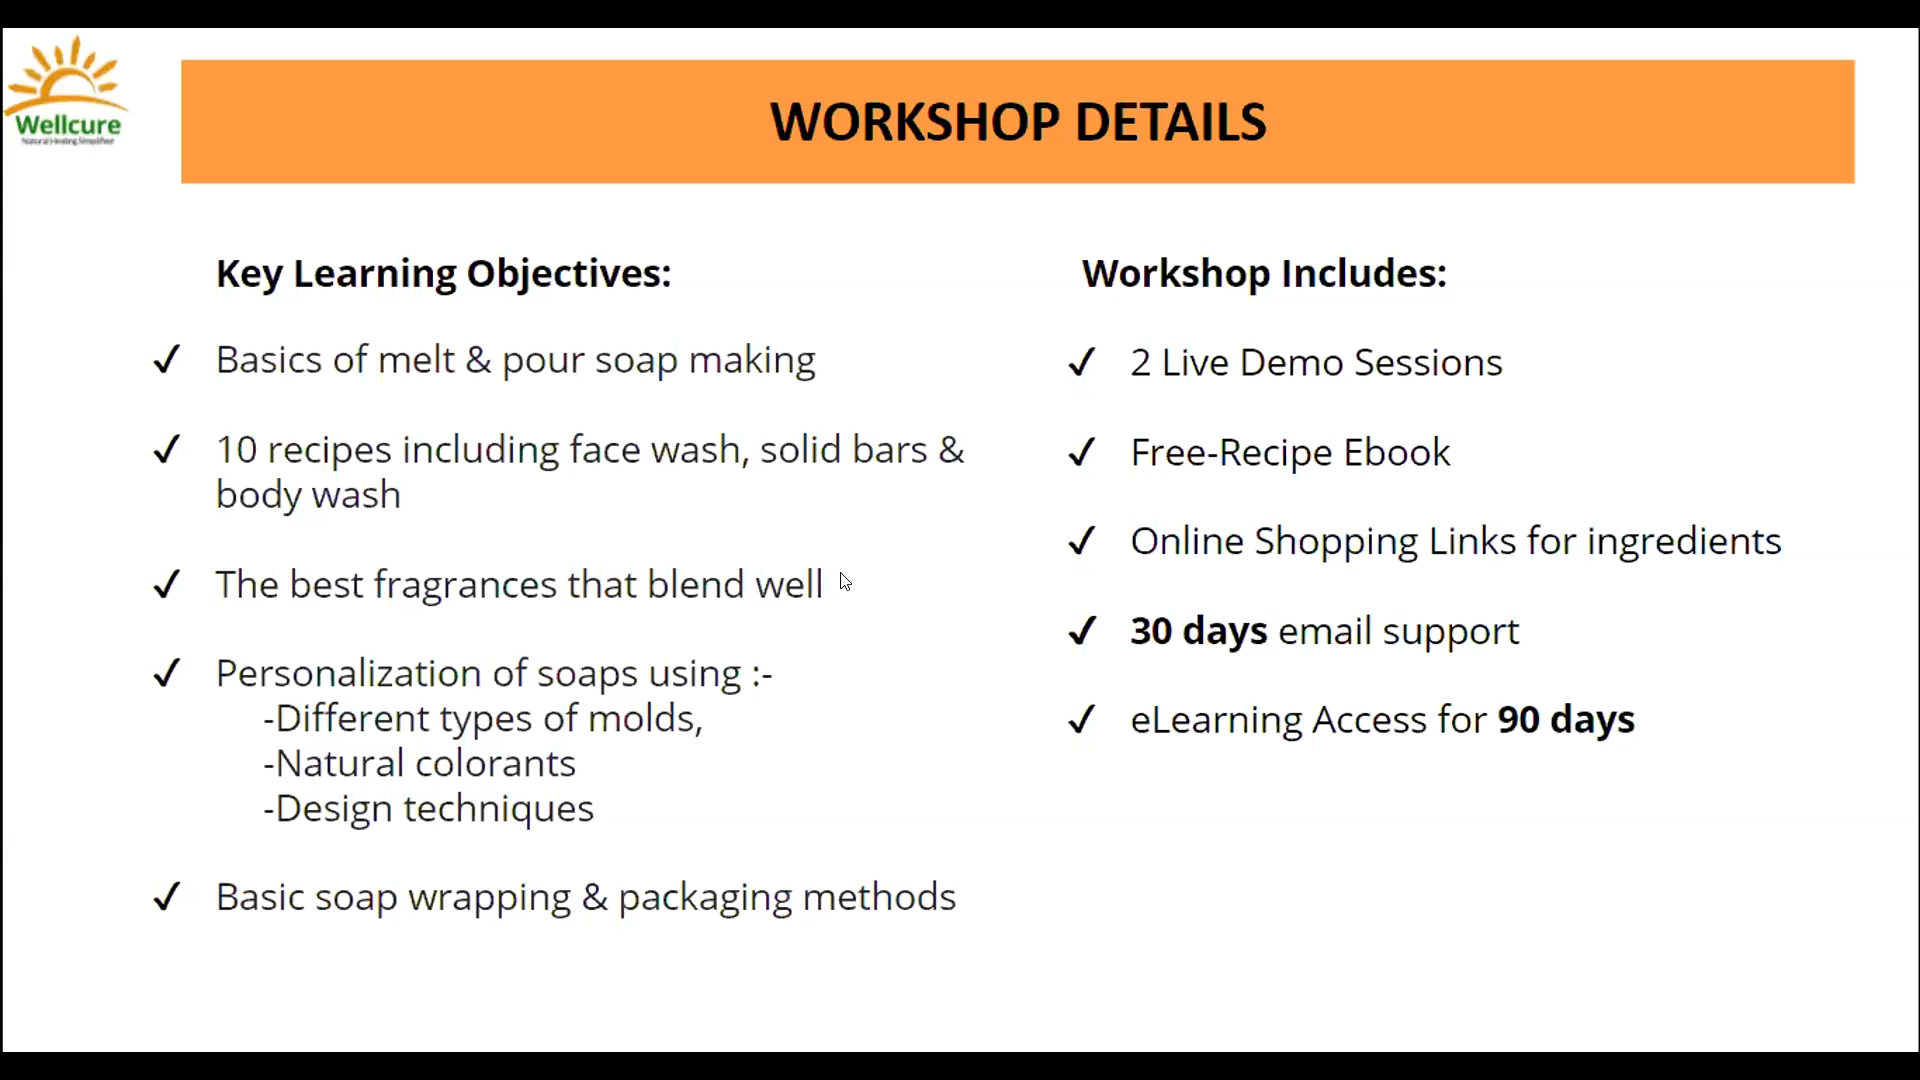 Wellcure
Natural Healing Simplified
WORKSHOP DETAILS
Key Learning Objectives:
✓ Basics of melt & pour soap making
✓ 10 recipes including face wash, solid bars &
body wash
✓ The best fragrances that blend well
✓ Personalization of soaps using :-
-Different types of molds,
-Natural colorants
-Design techniques
✓ Basic soap wrapping & packaging methods
Workshop Includes:
✓ 2 Live Demo Sessions
✓ Free-Recipe Ebook
✓ Online Shopping Links for ingredients
✓ 30 days email support
✓ eLearning Access for 90 days